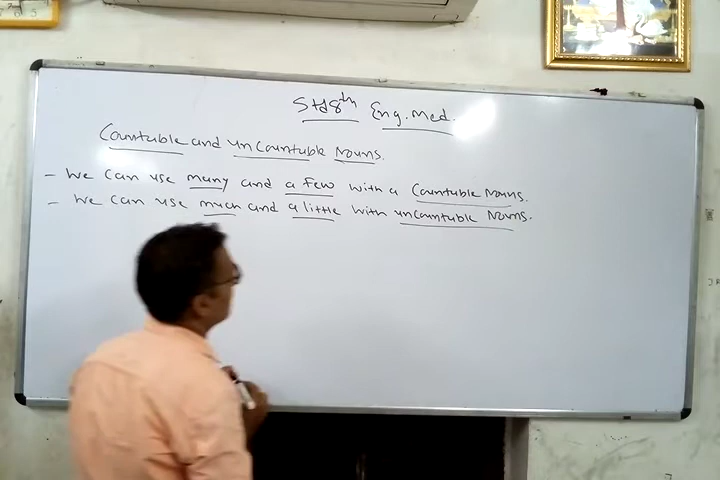 Std 8th Eng. Med.
Countable and Uncountable Nouns.
- We can use many and a few with a Countable Nouns.
- We can use much and a little with uncountable Nouns.